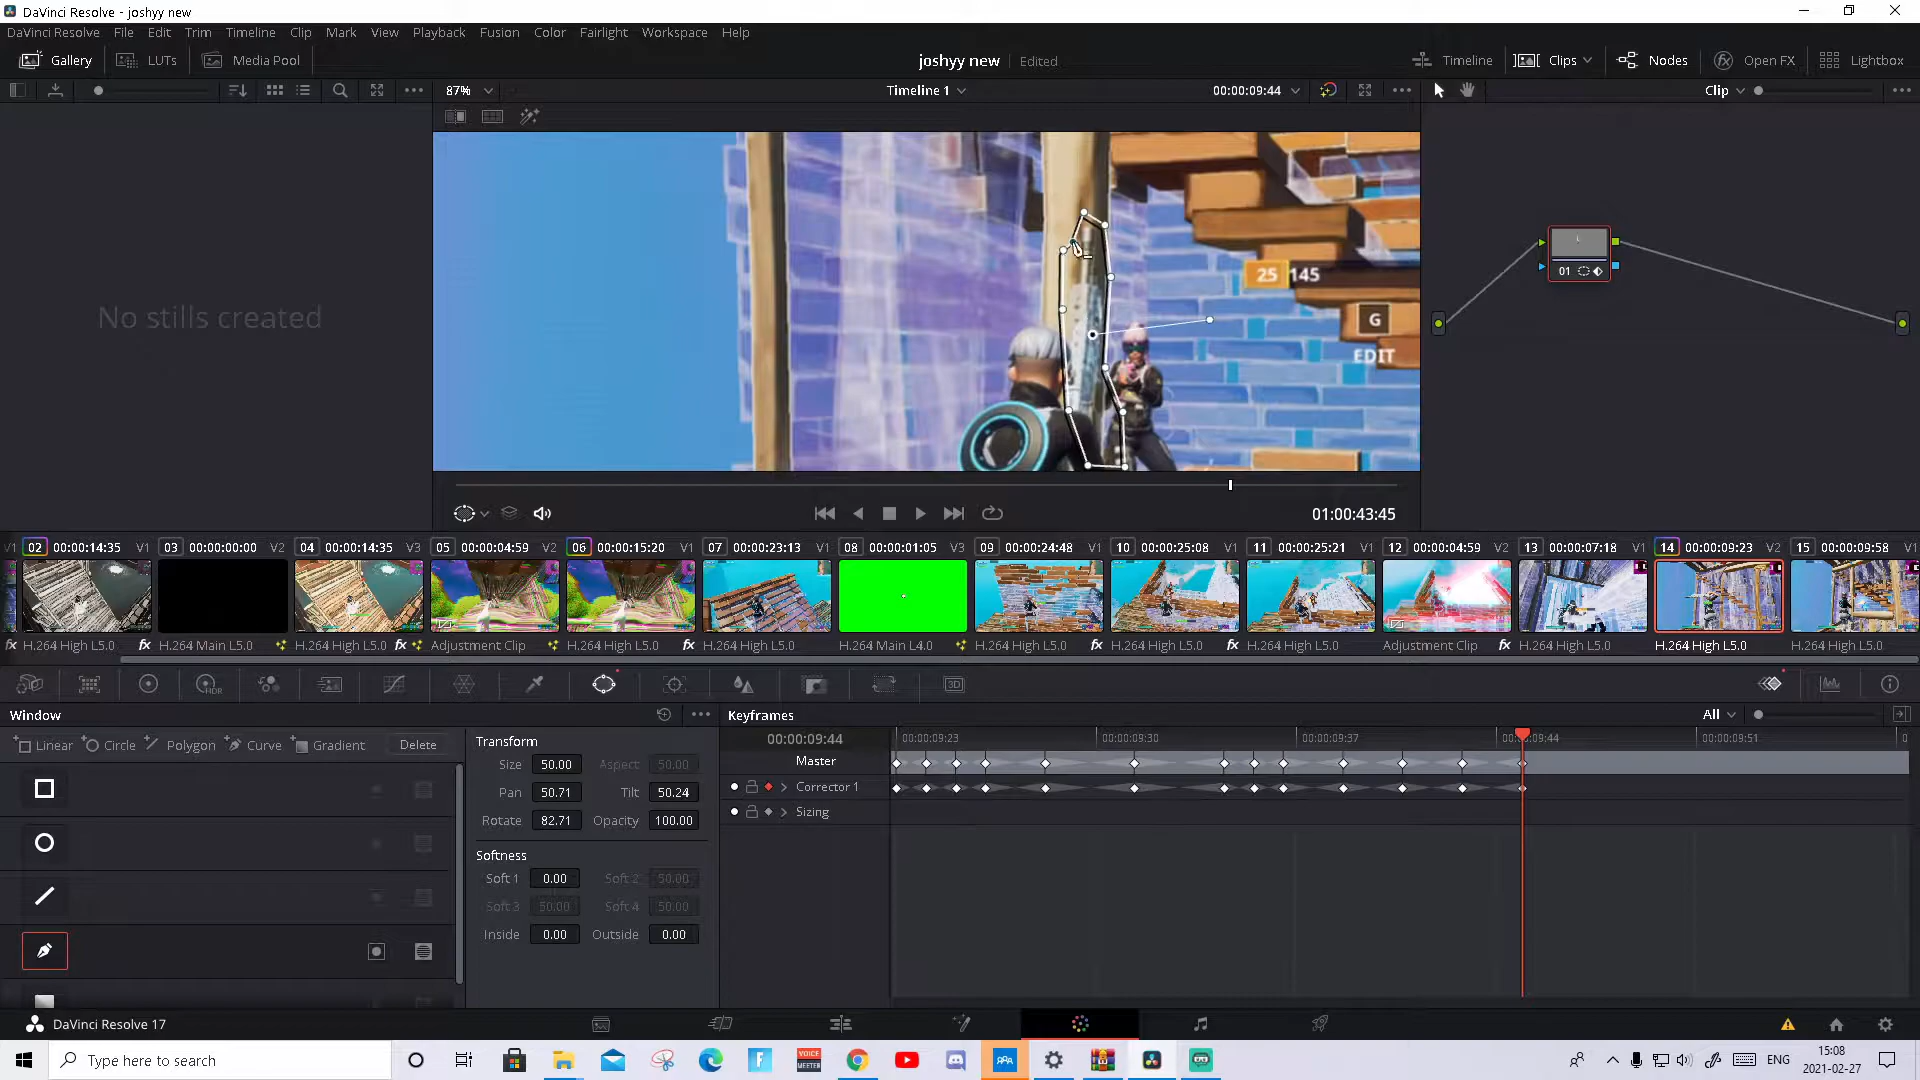 DaVinci Resolve - joshyy new
DaVinci Resolve File Edit Trim Timeline Clip Mark View Playback Fusion Color Fairlight Workspace Help
Gallery LUTs Media Pool joshyy new Edited Timeline Clips Nodes Open FX Lightbox
87% Timeline 1 00:00:09:44 Clip
25 145
G
EDIT
01
No stills created
01:00:43:45
V1 02 00:00:14:35 V1 03 00:00:00:00 V2 04 00:00:14:35 V3 05 00:00:04:59 V2 06 00:00:15:20 V1 07 00:00:23:13 V1 08 00:00:01:05 V3 09 00:00:24:48 V1 10 00:00:25:08 V1 11 00:00:25:21 V1 12 00:00:04:59 V2 13 00:00:07:18 V1 14 00:00:09:23 V2 15 00:00:09:58 V1
fx H.264 High L5.0 fx H.264 Main L5.0 H.264 High L5.0 fx Adjustment Clip H.264 High L5.0 fx H.264 High L5.0 H.264 Main L4.0 H.264 High L5.0 fx H.264 High L5.0 fx H.264 High L5.0 Adjustment Clip fx H.264 High L5.0 H.264 High L5.0 H.264 High L5.0
HDR 3D
Window Keyframes All
Linear Circle Polygon Curve Gradient Delete
Transform
Size 50.00 Aspect 50.00
Pan 50.71 Tilt 50.24
Rotate 82.71 Opacity 100.00
Softness
Soft 1 0.00 Soft 2 50.00
Soft 3 50.00 Soft 4 50.00
Inside 0.00 Outside 0.00
00:00:09:44 00:00:09:23 00:00:09:30 00:00:09:37 00:00:09:44 00:00:09:51 0
Master
Corrector 1
Sizing
DaVinci Resolve 17
Type here to search VOICE MEETER ENG 15:08
2021-02-27